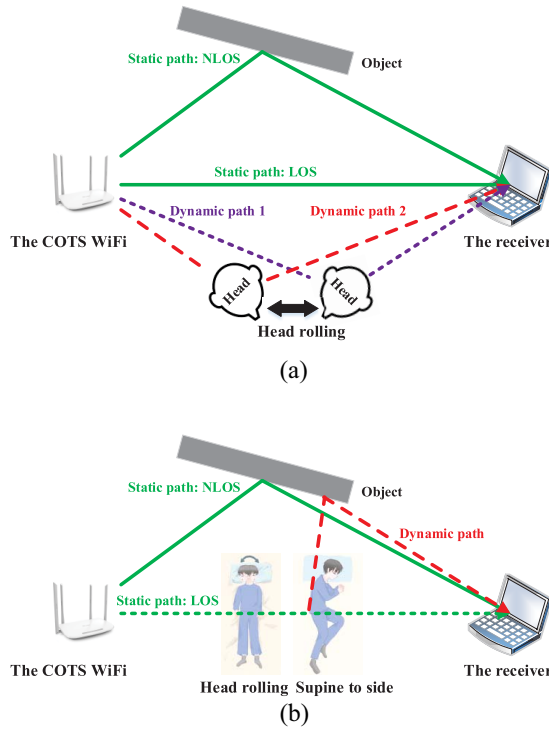 Static path: NLOS
Object
Static path: LOS
Dynamic path 1
Dynamic path 2
The COTS WiFi
The receiver
Head
Head
Head rolling
(a)
Static path: NLOS
Object
Dynamic path
Static path: LOS
The COTS WiFi
The receiver
Head rolling
Supine to side
(b)